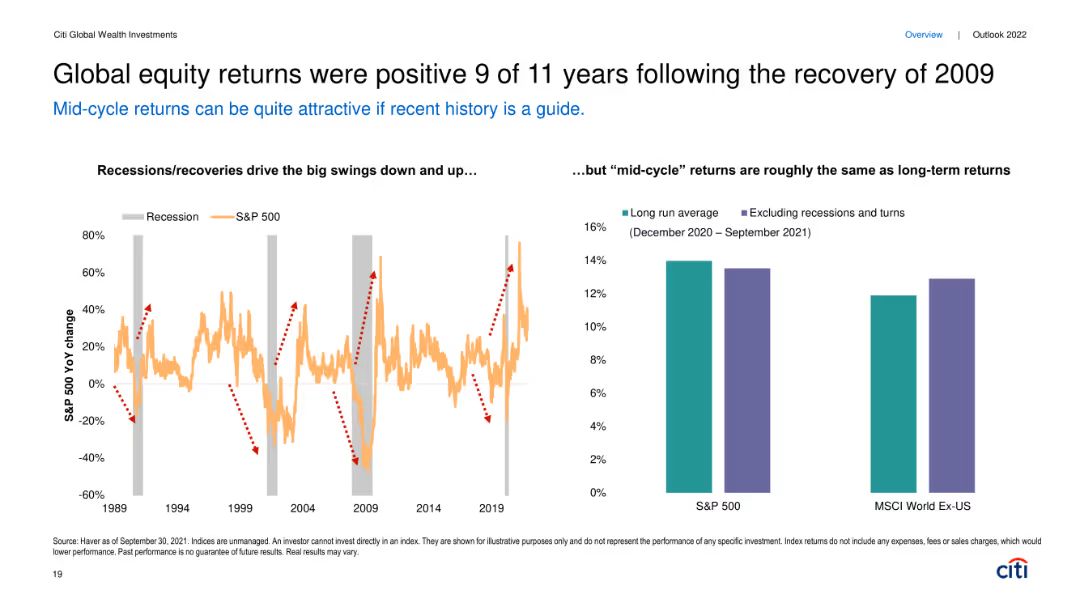 Citi Global Wealth Investments
Overview | Outlook 2022
Global equity returns were positive 9 of 11 years following the recovery of 2009
Mid-cycle returns can be quite attractive if recent history is a guide.
Recessions/recoveries drive the big swings down and up…
Recession S&P 500
S&P 500 YoY change
80%
60%
40%
20%
0%
-20%
-40%
-60%
1989 1994 1999 2004 2009 2014 2019
…but “mid-cycle” returns are roughly the same as long-term returns
Long run average Excluding recessions and turns
(December 2020 – September 2021)
16%
14%
12%
10%
8%
6%
4%
2%
0%
S&P 500 MSCI World Ex-US
Source: Haver as of September 30, 2021. Indices are unmanaged. An investor cannot invest directly in an index. They are shown for illustrative purposes only and do not represent the performance of any specific investment. Index returns do not include any expenses, fees or sales charges, which would
lower performance. Past performance is no guarantee of future results. Real results may vary.
19
citi